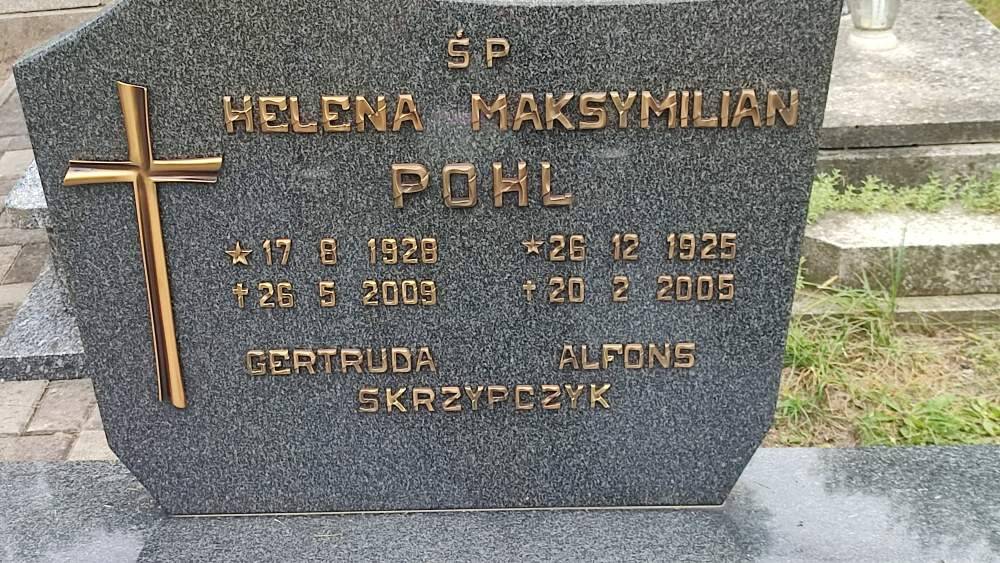 ŚP
HELENA MAKSYMILIAN
POHL
★ 17 8 1928 ★ 26 12 1925
✝ 26 5 2009 ✝ 20 2 2005
GERTRUDA ALFONS
SKRZYPCZYK